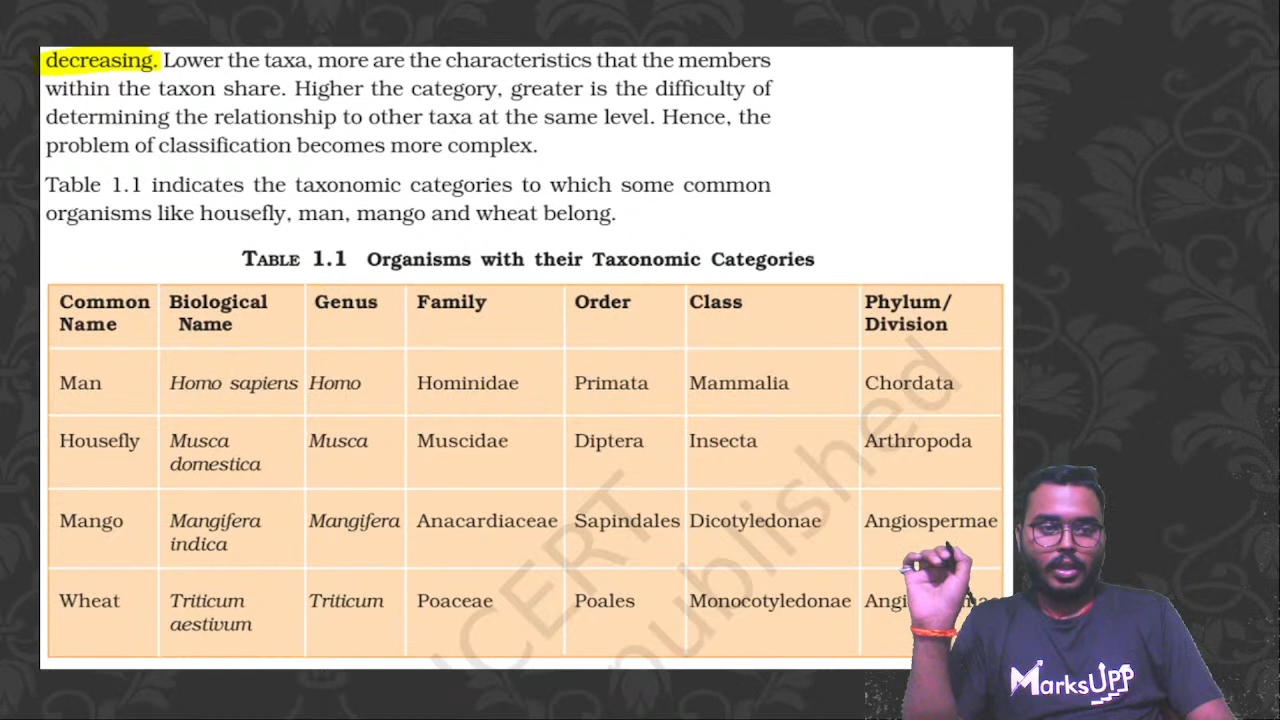 decreasing. Lower the taxa, more are the characteristics that the members
within the taxon share. Higher the category, greater is the difficulty of
determining the relationship to other taxa at the same level. Hence, the
problem of classification becomes more complex.
Table 1.1 indicates the taxonomic categories to which some common
organisms like housefly, man, mango and wheat belong.
TABLE 1.1 Organisms with their Taxonomic Categories
Common Name Biological Name Genus Family Order Class Phylum/ Division
Man Homo sapiens Homo Hominidae Primata Mammalia Chordata
Housefly Musca domestica Musca Muscidae Diptera Insecta Arthropoda
Mango Mangifera indica Mangifera Anacardiaceae Sapindales Dicotyledonae Angiospermae
Wheat Triticum aestivum Triticum Poaceae Poales Monocotyledonae
NCERT
published
MarksUPP